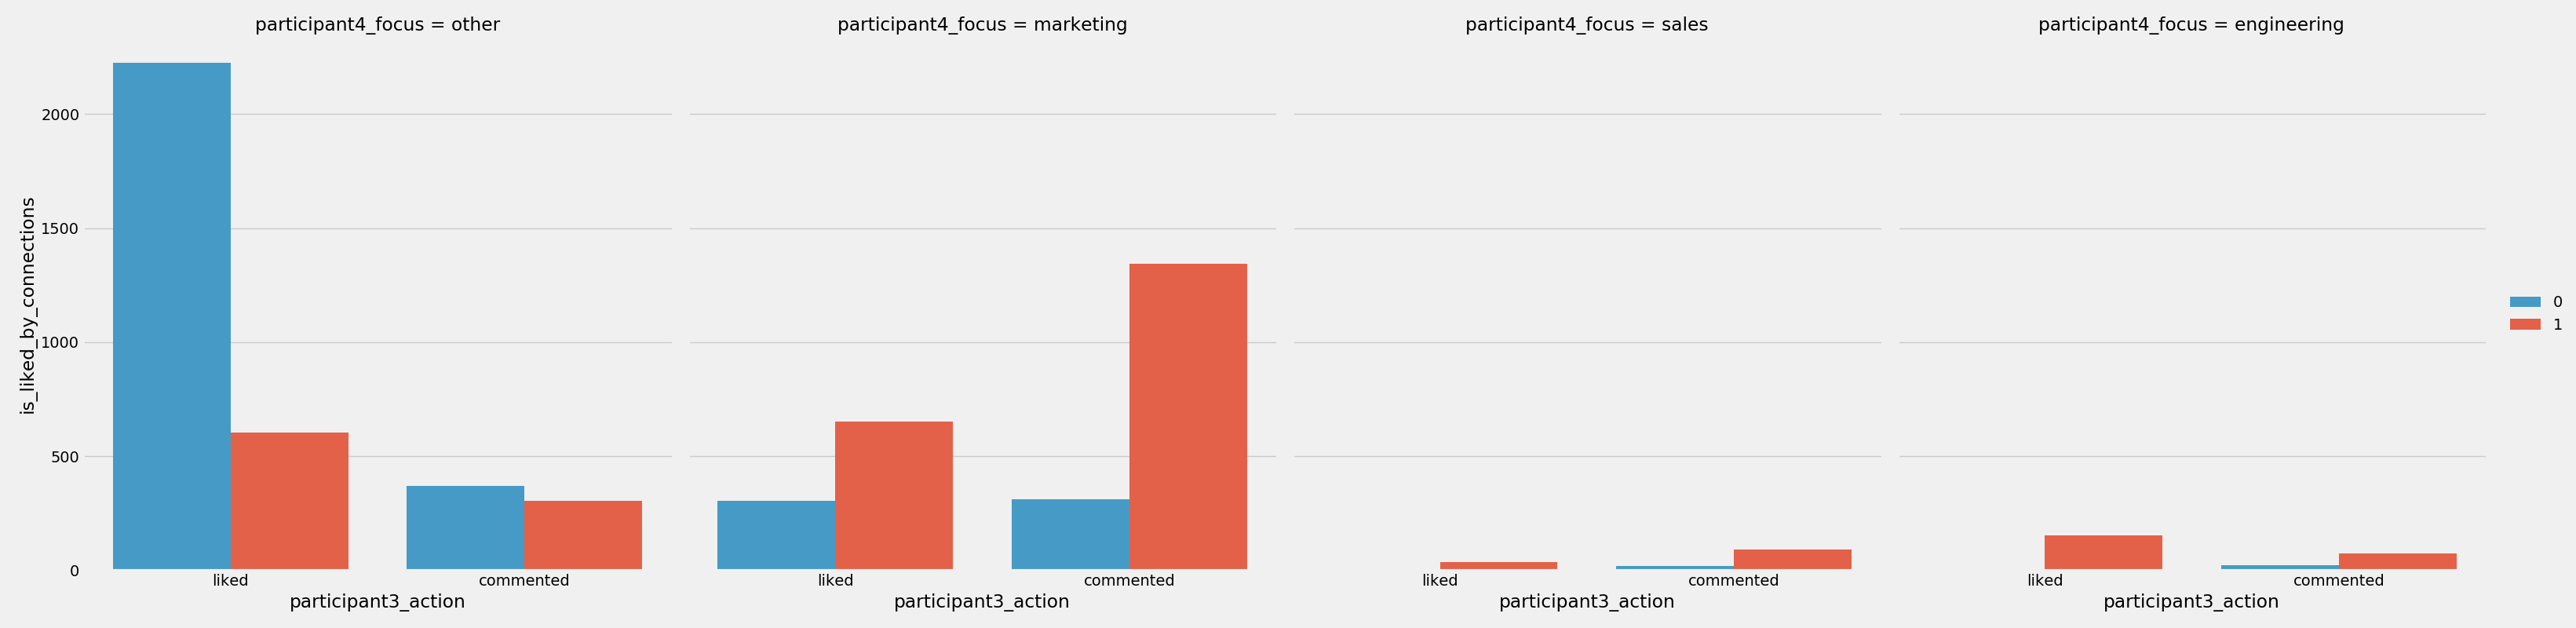 participant4_focus = other
participant4_focus = marketing
participant4_focus = sales
participant4_focus = engineering
is_liked_by_connections
2000
1500
1000
500
0
liked
commented
liked
commented
liked
commented
liked
commented
participant3_action
participant3_action
participant3_action
participant3_action
0
1